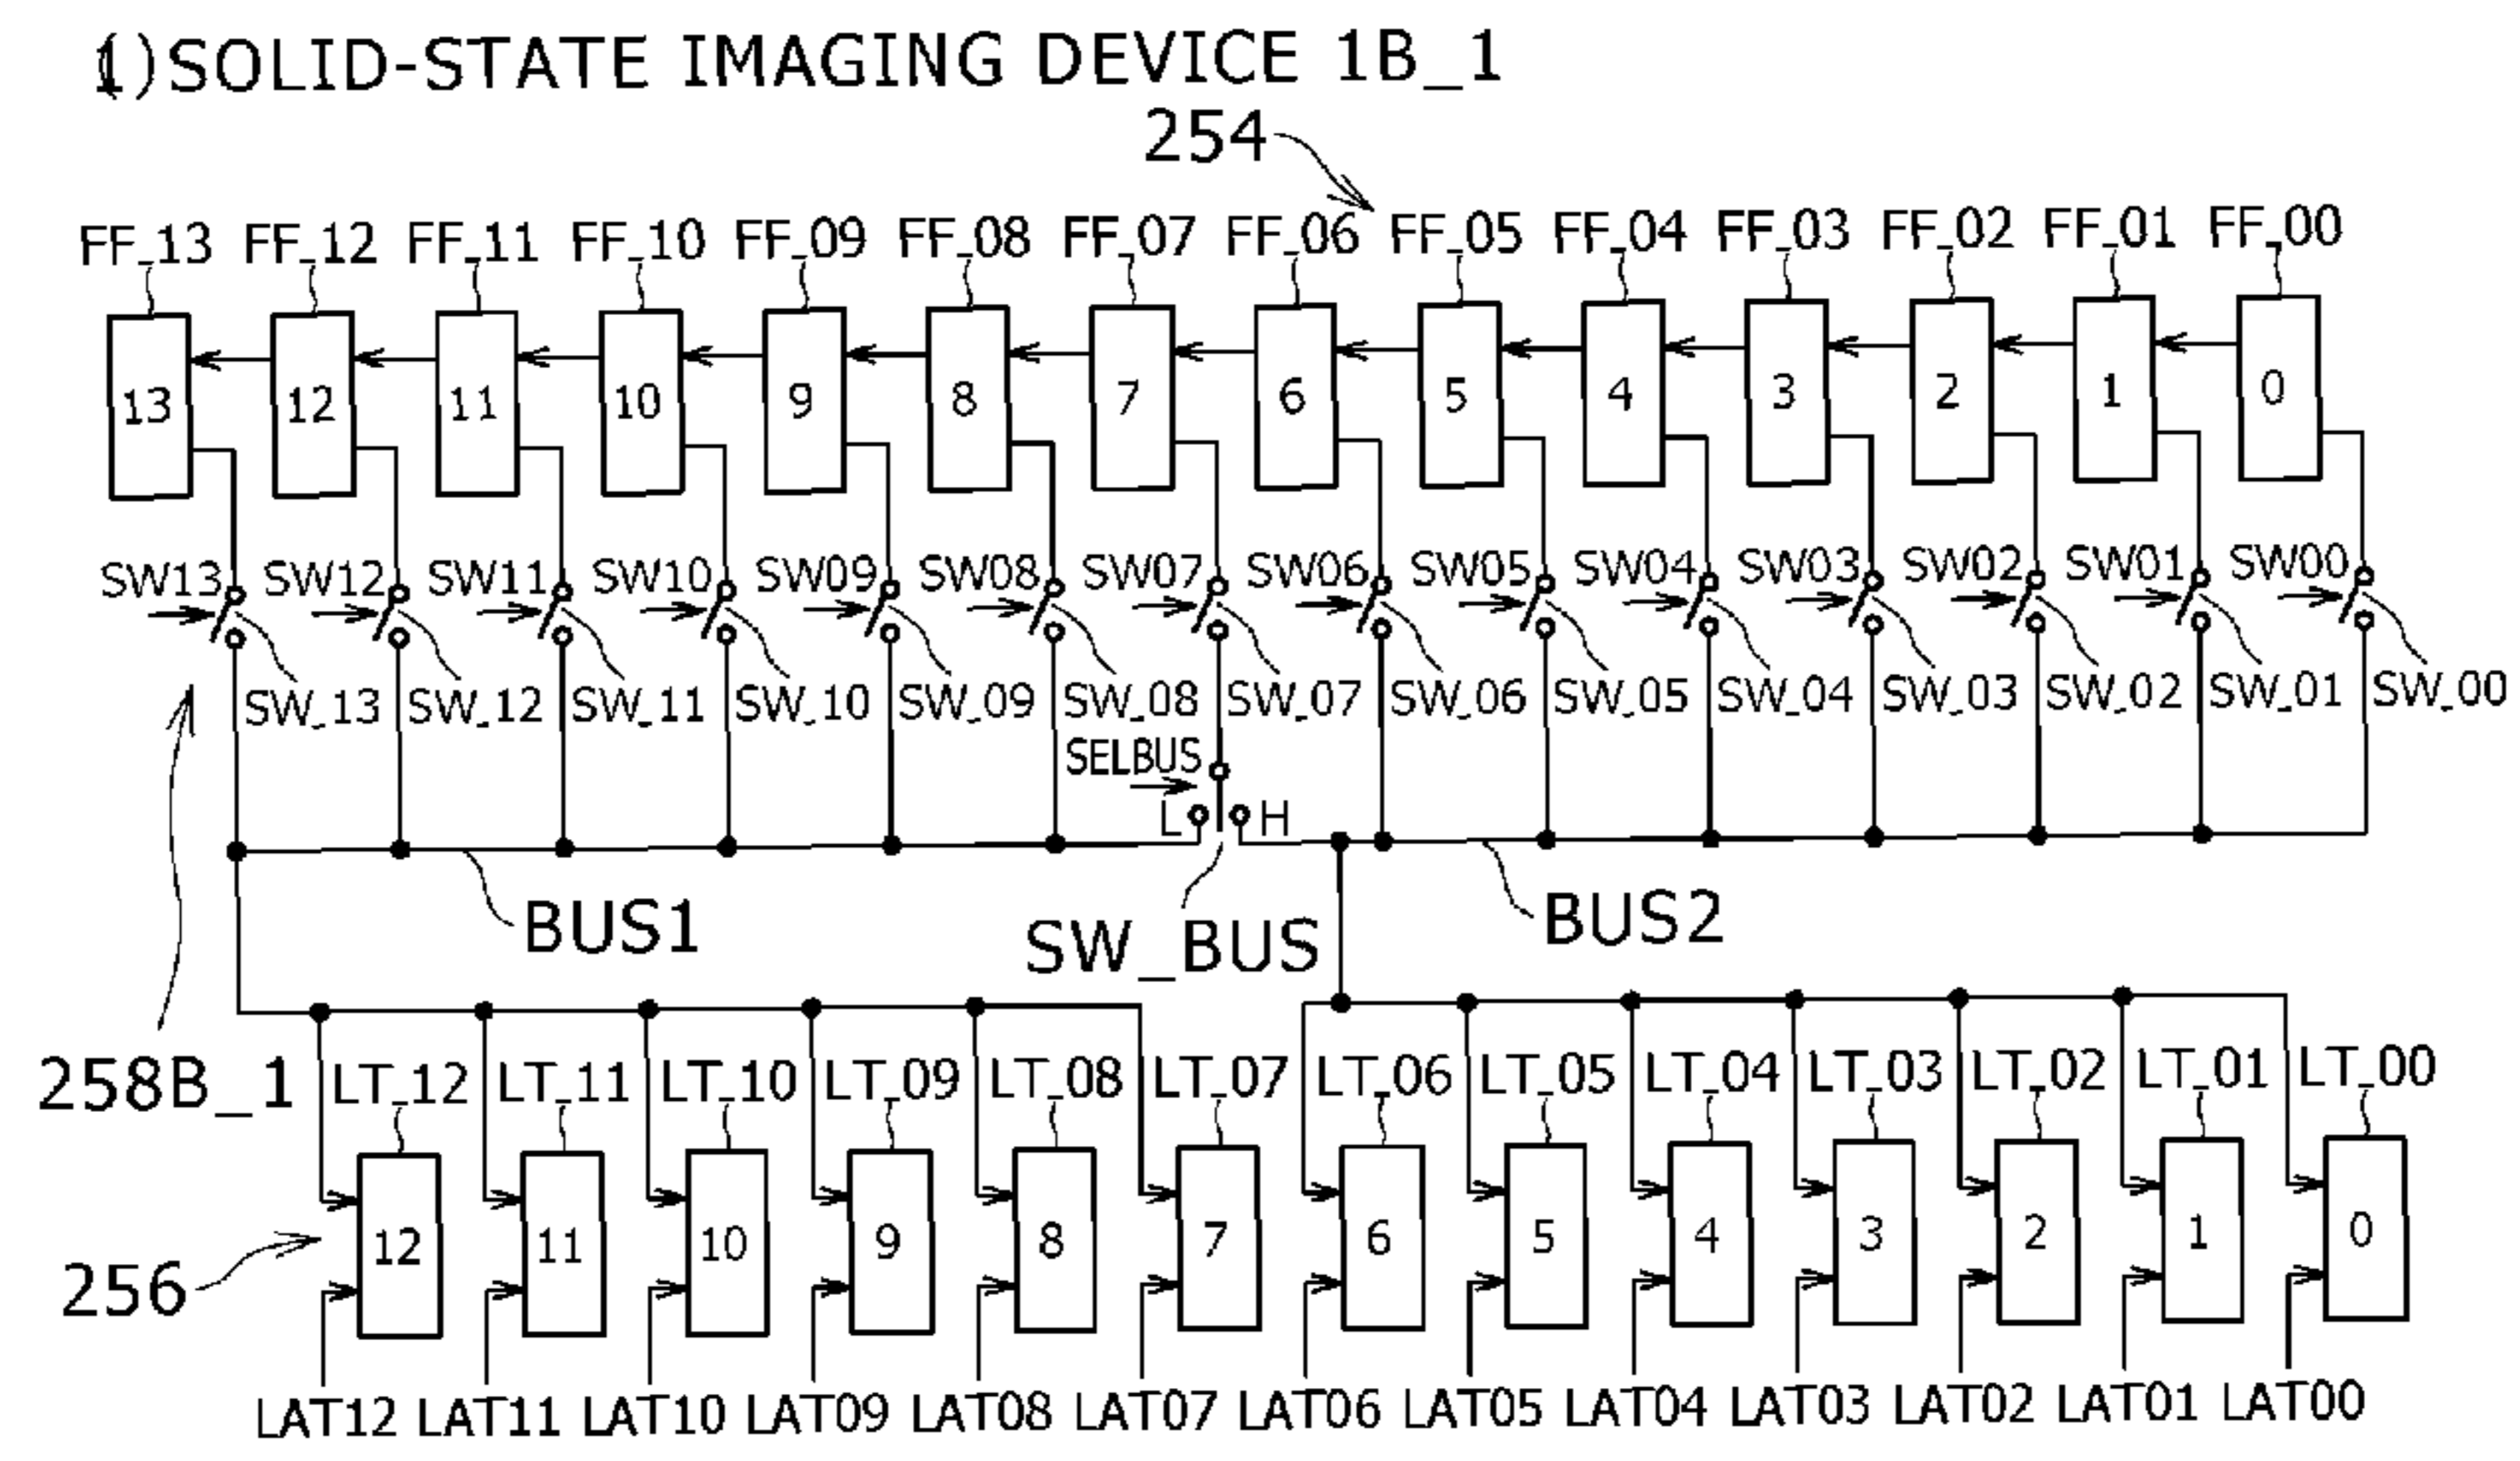 (1)SOLID-STATE IMAGING DEVICE 1B_1
254
FF_13 FF_12 FF_11 FF_10 FF_09 FF_08 FF_07 FF_06 FF_05 FF_04 FF_03 FF_02 FF_01 FF_00
13 12 11 10 9 8 7 6 5 4 3 2 1 0
SW13 SW12 SW11 SW10 SW09 SW08 SW07 SW06 SW05 SW04 SW03 SW02 SW01 SW00
SW_13 SW_12 SW_11 SW_10 SW_09 SW_08 SW_07 SW_06 SW_05 SW_04 SW_03 SW_02 SW_01 SW_00
SELBUS
L H
BUS1 SW_BUS BUS2
258B_1
LT_12 LT_11 LT_10 LT_09 LT_08 LT_07 LT_06 LT_05 LT_04 LT_03 LT_02 LT_01 LT_00
12 11 10 9 8 7 6 5 4 3 2 1 0
256
LAT12 LAT11 LAT10 LAT09 LAT08 LAT07 LAT06 LAT05 LAT04 LAT03 LAT02 LAT01 LAT00